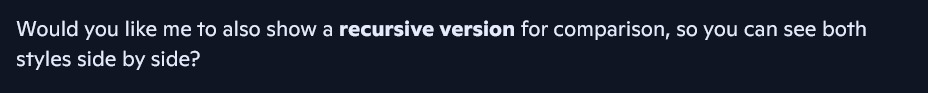 Would you like me to also show a recursive version for comparison, so you can see both
styles side by side?